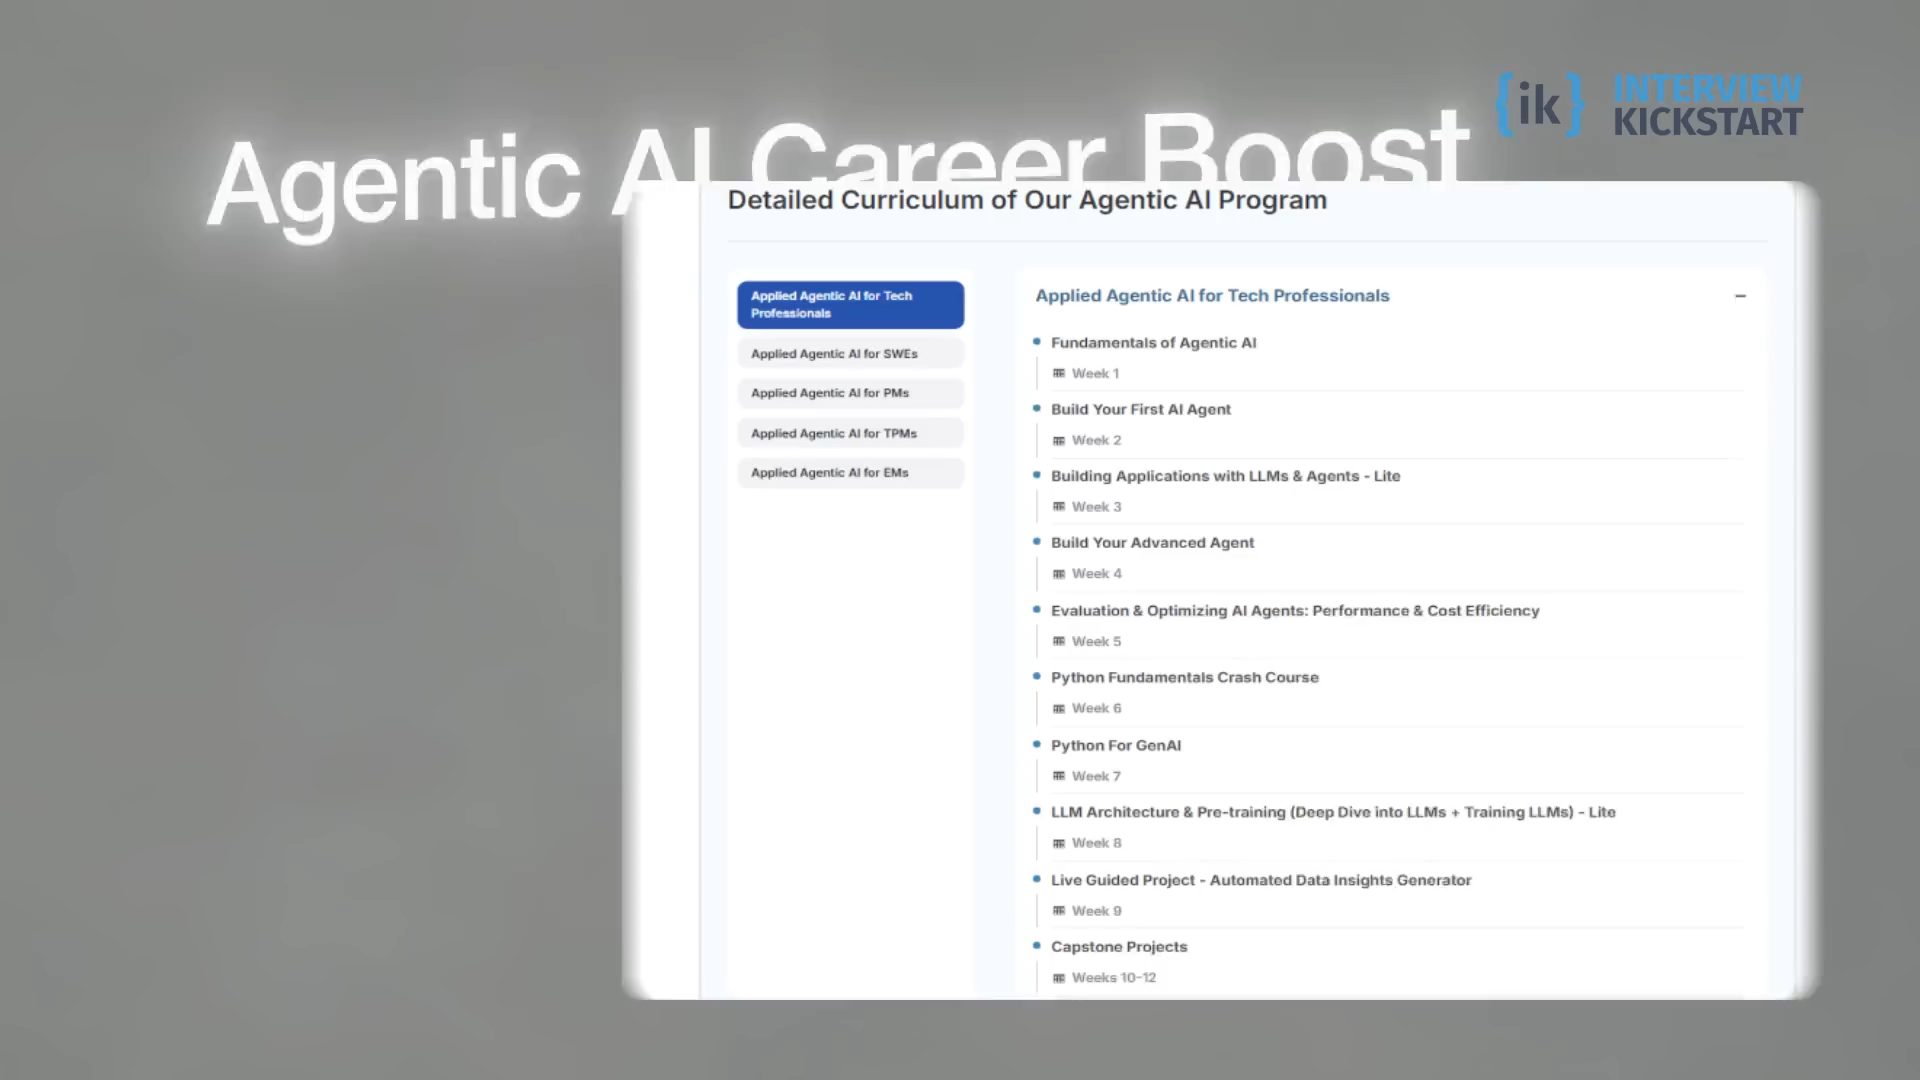 Agentic AI Career Boost
{ik} INTERVIEW
KICKSTART
Detailed Curriculum of Our Agentic AI Program
Applied Agentic AI for Tech
Professionals
Applied Agentic AI for SWEs
Applied Agentic AI for PMs
Applied Agentic AI for TPMs
Applied Agentic AI for EMs
Applied Agentic AI for Tech Professionals
Fundamentals of Agentic AI
Week 1
Build Your First AI Agent
Week 2
Building Applications with LLMs & Agents - Lite
Week 3
Build Your Advanced Agent
Week 4
Evaluation & Optimizing AI Agents: Performance & Cost Efficiency
Week 5
Python Fundamentals Crash Course
Week 6
Python For GenAI
Week 7
LLM Architecture & Pre-training (Deep Dive into LLMs + Training LLMs) - Lite
Week 8
Live Guided Project - Automated Data Insights Generator
Week 9
Capstone Projects
Weeks 10-12